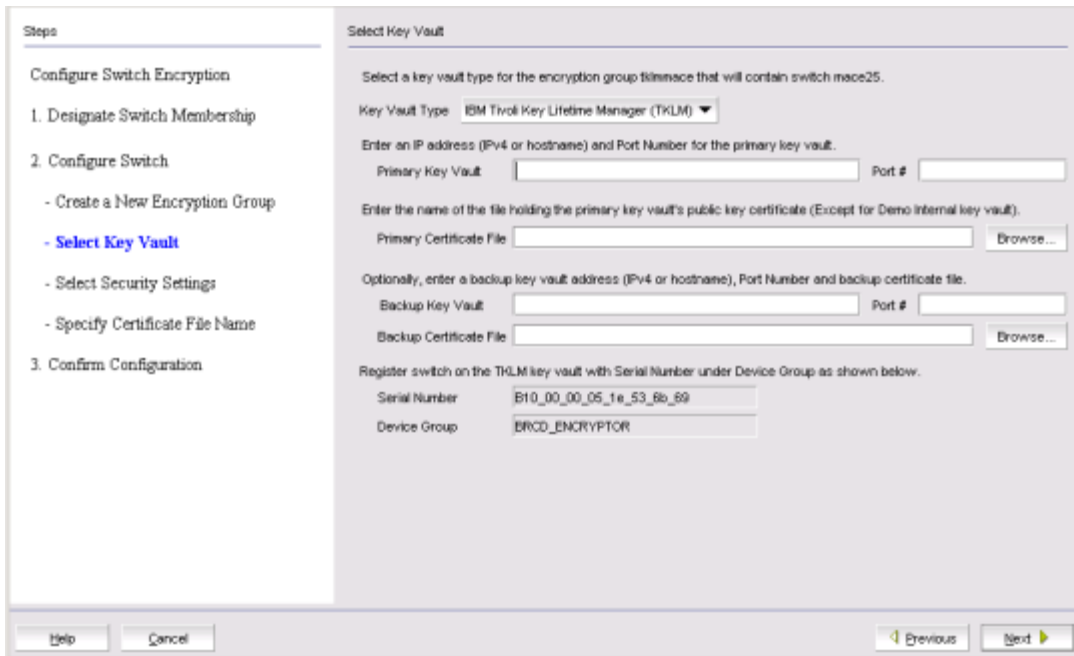 Steps
Configure Switch Encryption
1. Designate Switch Membership
2. Configure Switch
- Create a New Encryption Group
- Select Key Vault
- Select Security Settings
- Specify Certificate File Name
3. Confirm Configuration
Select Key Vault
Select a key vault type for the encryption group tklmmace that will contain switch mace25.
Key Vault Type IBM Tivoli Key Lifetime Manager (TKLM)
Enter an IP address (IPv4 or hostname) and Port Number for the primary key vault.
Primary Key Vault Port #
Enter the name of the file holding the primary key vault's public key certificate (Except for Demo Internal key vault).
Primary Certificate File Browse...
Optionally, enter a backup key vault address (IPv4 or hostname), Port Number and backup certificate file.
Backup Key Vault Port #
Backup Certificate File Browse...
Register switch on the TKLM key vault with Serial Number under Device Group as shown below.
Serial Number B10_00_00_05_1e_53_6b_69
Device Group BRCD_ENCRYPTOR
Help Cancel Previous Next